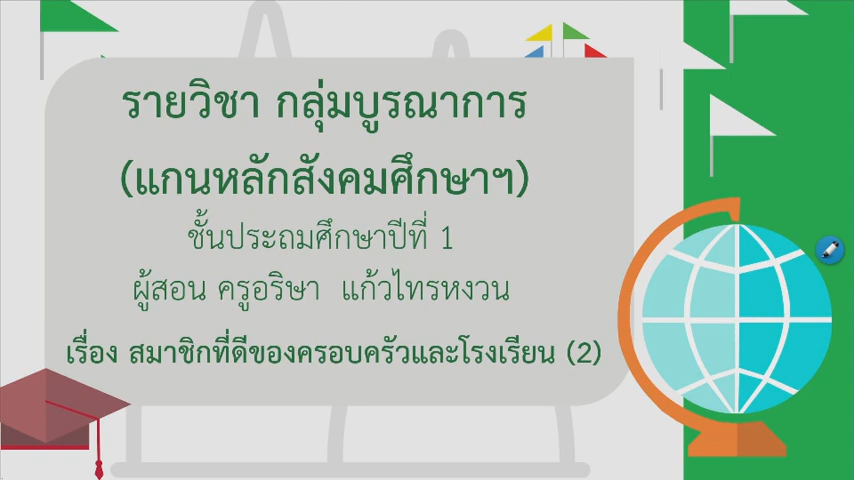 รายวิชา กลุ่มบูรณาการ
(แกนหลักสังคมศึกษาฯ)
ชั้นประถมศึกษาปีที่ 1
ผู้สอน ครูอริษา แก้วไทรหงวน
เรื่อง สมาชิกที่ดีของครอบครัวและโรงเรียน (2)